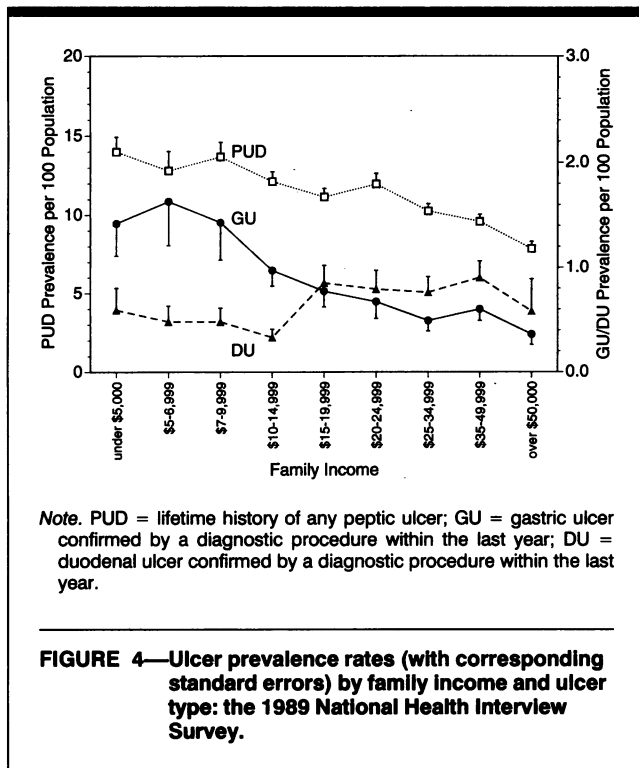 20
15
10
5
0
PUD Prevalence per 100 Population
3.0
2.0
1.0
0.0
GU/DU Prevalence per 100 Population
PUD
GU
DU
under $5,000
$5-6,999
$7-9,999
$10-14,999
$15-19,999
$20-24,999
$25-34,999
$35-49,999
over $50,000
Family Income
Note. PUD = lifetime history of any peptic ulcer; GU = gastric ulcer
confirmed by a diagnostic procedure within the last year; DU =
duodenal ulcer confirmed by a diagnostic procedure within the last
year.
FIGURE 4—Ulcer prevalence rates (with corresponding
standard errors) by family income and ulcer
type: the 1989 National Health Interview
Survey.